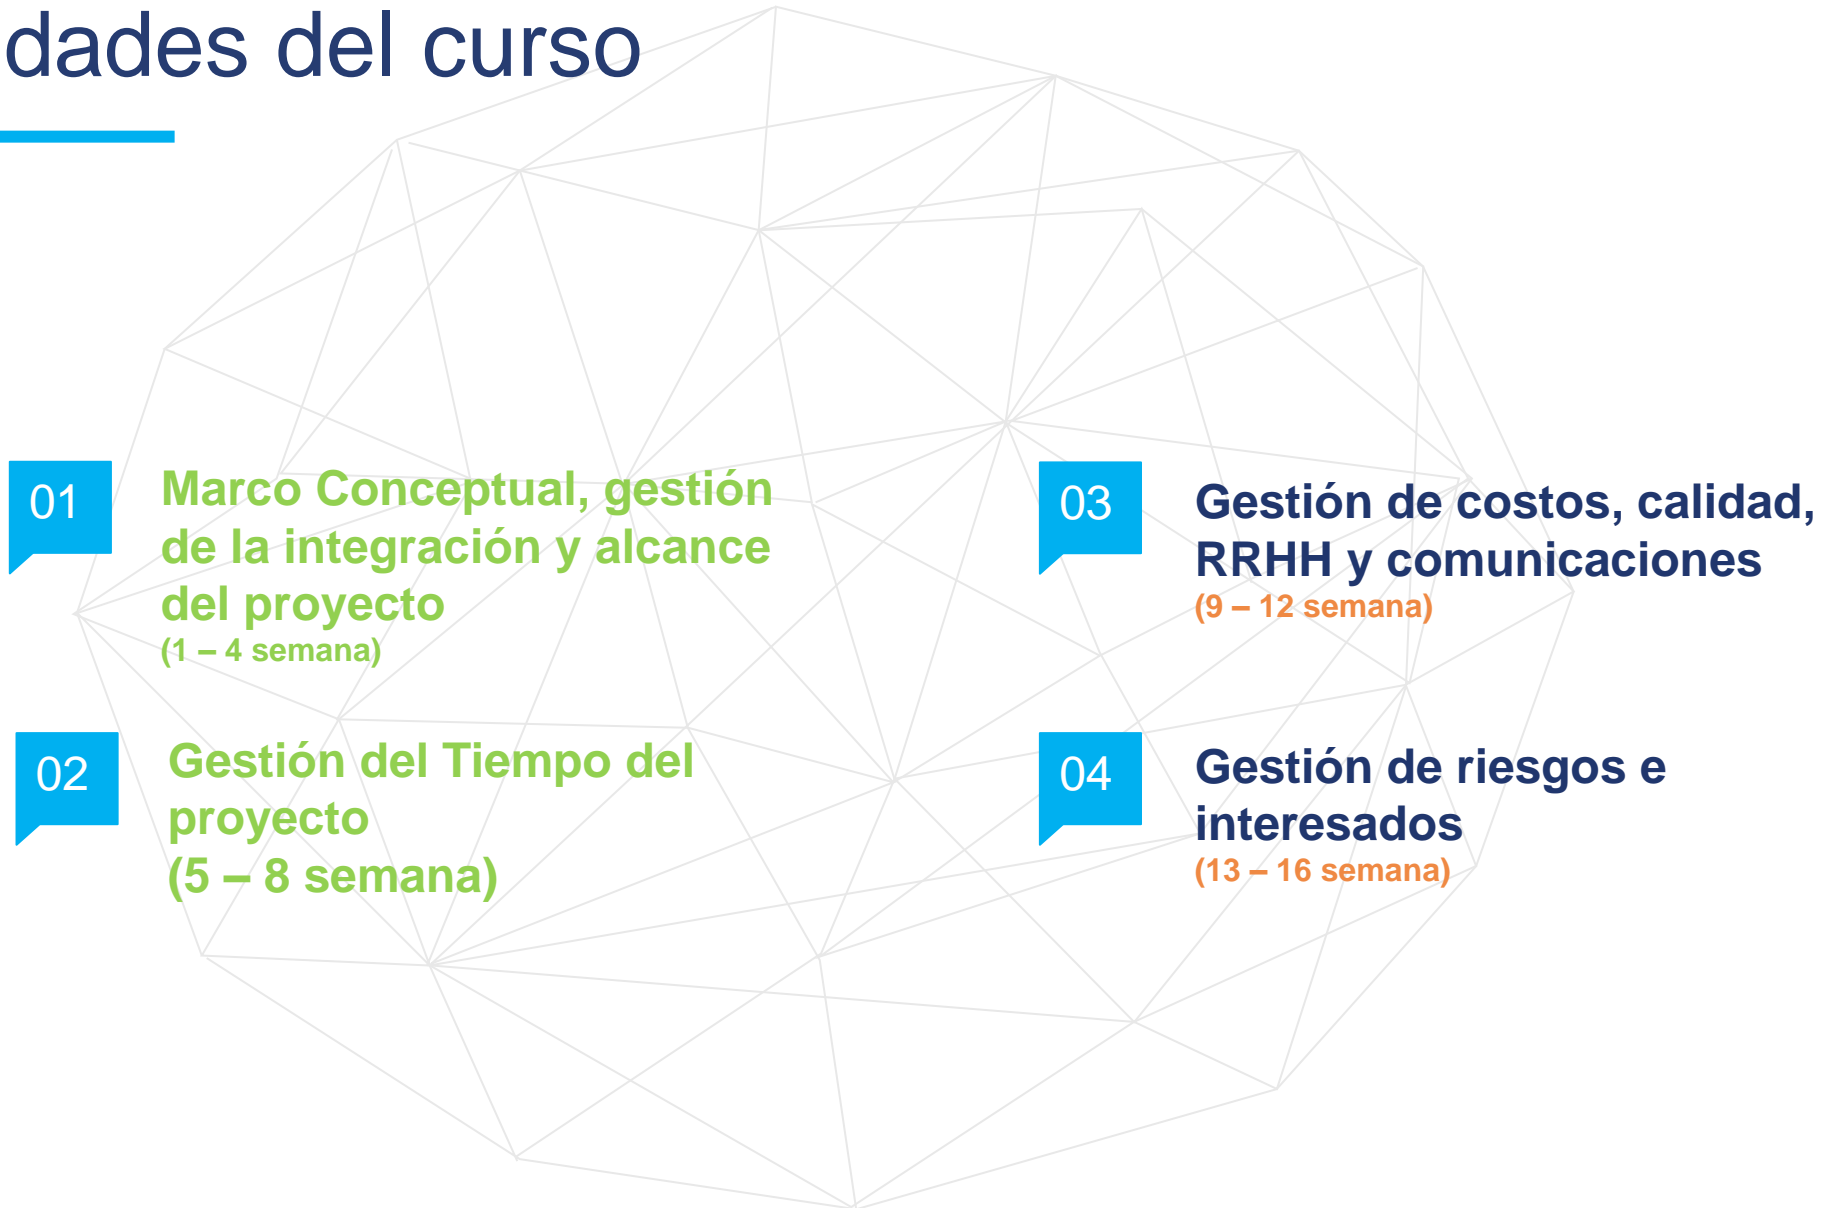 dades del curso
01
Marco Conceptual, gestión
de la integración y alcance
del proyecto
(1 – 4 semana)
02
Gestión del Tiempo del
proyecto
(5 – 8 semana)
03
Gestión de costos, calidad,
RRHH y comunicaciones
(9 – 12 semana)
04
Gestión de riesgos e
interesados
(13 – 16 semana)